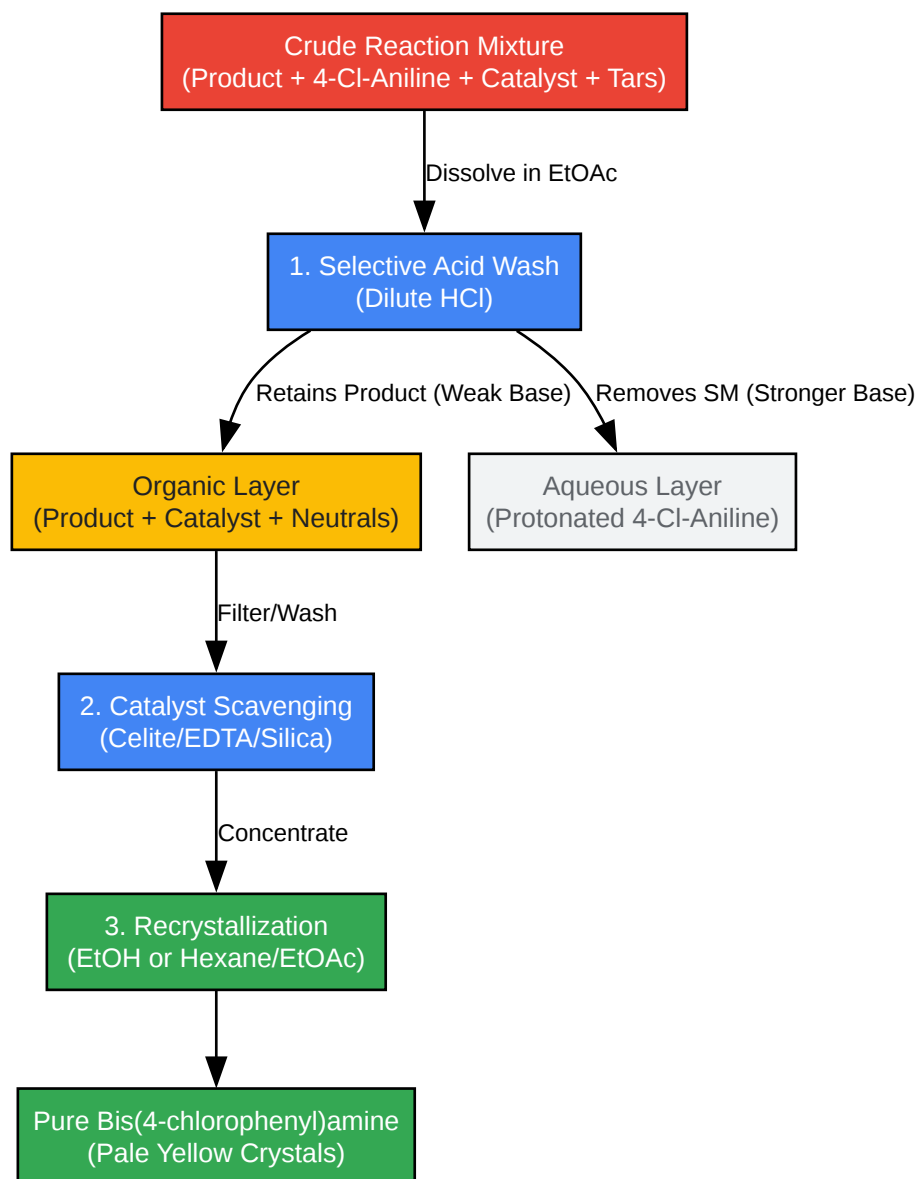 Crude Reaction Mixture
(Product + 4-Cl-Aniline + Catalyst + Tars)
Dissolve in EtOAc
1. Selective Acid Wash
(Dilute HCl)
Retains Product (Weak Base)
Removes SM (Stronger Base)
Organic Layer
(Product + Catalyst + Neutrals)
Aqueous Layer
(Protonated 4-Cl-Aniline)
Filter/Wash
2. Catalyst Scavenging
(Celite/EDTA/Silica)
Concentrate
3. Recrystallization
(EtOH or Hexane/EtOAc)
Pure Bis(4-chlorophenyl)amine
(Pale Yellow Crystals)